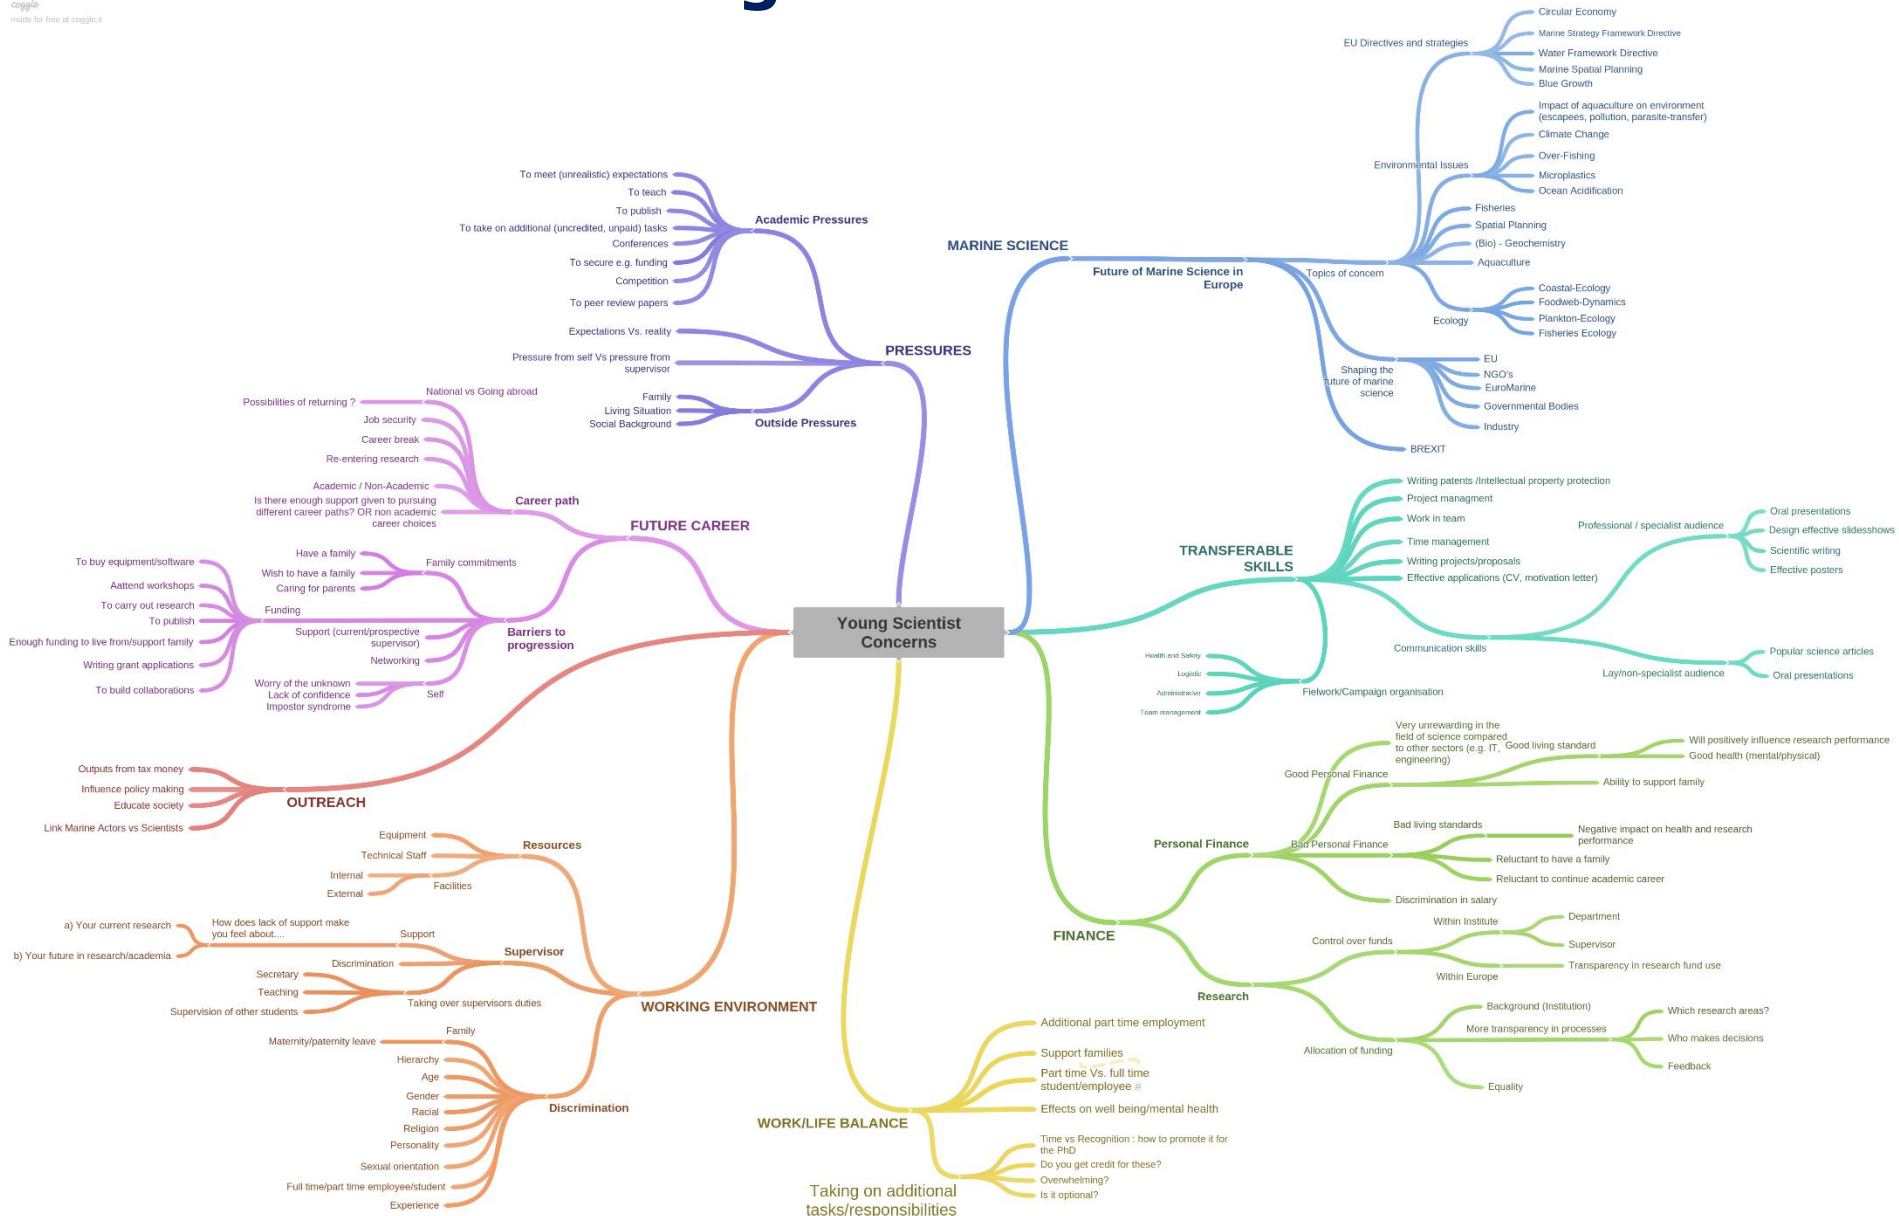 coggle
made for free at coggle.it
g
Young Scientist
Concerns
MARINE SCIENCE
Future of Marine Science in
Europe
Topics of concern
EU Directives and strategies
Circular Economy
Marine Strategy Framework Directive
Water Framework Directive
Marine Spatial Planning
Blue Growth
Environmental Issues
Impact of aquaculture on environment
(escapees, pollution, parasite-transfer)
Climate Change
Over-Fishing
Microplastics
Ocean Acidification
Fisheries
Spatial Planning
(Bio) - Geochemistry
Aquaculture
Ecology
Coastal-Ecology
Foodweb-Dynamics
Plankton-Ecology
Fisheries Ecology
Shaping the
future of marine
science
EU
NGO's
EuroMarine
Governmental Bodies
Industry
BREXIT
TRANSFERABLE
SKILLS
Writing patents /Intellectual property protection
Project managment
Work in team
Time management
Writing projects/proposals
Effective applications (CV, motivation letter)
Communication skills
Professional / specialist audience
Oral presentations
Design effective slidesshows
Scientific writing
Effective posters
Lay/non-specialist audience
Popular science articles
Oral presentations
Fielwork/Campaign organisation
Health and Safety
Logistic
Administrative
Team management
FINANCE
Personal Finance
Very unrewarding in the
field of science compared
to other sectors (e.g. IT,
engineering)
Good Personal Finance
Good living standard
Will positively influence research performance
Good health (mental/physical)
Ability to support family
Bad Personal Finance
Bad living standards
Negative impact on health and research
performance
Reluctant to have a family
Reluctant to continue academic career
Discrimination in salary
Research
Control over funds
Within Institute
Department
Supervisor
Within Europe
Transparency in research fund use
Allocation of funding
Background (Institution)
More transparency in processes
Which research areas?
Who makes decisions
Feedback
Equality
WORK/LIFE BALANCE
Additional part time employment
Support families
Part time Vs. full time
student/employee #
Effects on well being/mental health
Taking on additional
tasks/responsibilities
Time vs Recognition : how to promote it for
the PhD
Do you get credit for these?
Overwhelming?
Is it optional?
PRESSURES
Academic Pressures
To meet (unrealistic) expectations
To teach
To publish
To take on additional (uncredited, unpaid) tasks
Conferences
To secure e.g. funding
Competition
To peer review papers
Expectations Vs. reality
Pressure from self Vs pressure from
supervisor
Outside Pressures
Family
Living Situation
Social Background
FUTURE CAREER
Career path
National vs Going abroad
Possibilities of returning ?
Job security
Career break
Re-entering research
Academic / Non-Academic
Is there enough support given to pursuing
different career paths? OR non academic
career choices
Barriers to
progression
Family commitments
Have a family
Wish to have a family
Caring for parents
Funding
To buy equipment/software
Aattend workshops
To carry out research
To publish
Enough funding to live from/support family
Writing grant applications
To build collaborations
Support (current/prospective
supervisor)
Networking
Self
Worry of the unknown
Lack of confidence
Impostor syndrome
OUTREACH
Outputs from tax money
Influence policy making
Educate society
Link Marine Actors vs Scientists
WORKING ENVIRONMENT
Resources
Equipment
Technical Staff
Facilities
Internal
External
Supervisor
Support
How does lack of support make
you feel about....
a) Your current research
b) Your future in research/academia
Discrimination
Taking over supervisors duties
Secretary
Teaching
Supervision of other students
Discrimination
Family
Maternity/paternity leave
Hierarchy
Age
Gender
Racial
Religion
Personality
Sexual orientation
Full time/part time employee/student
Experience